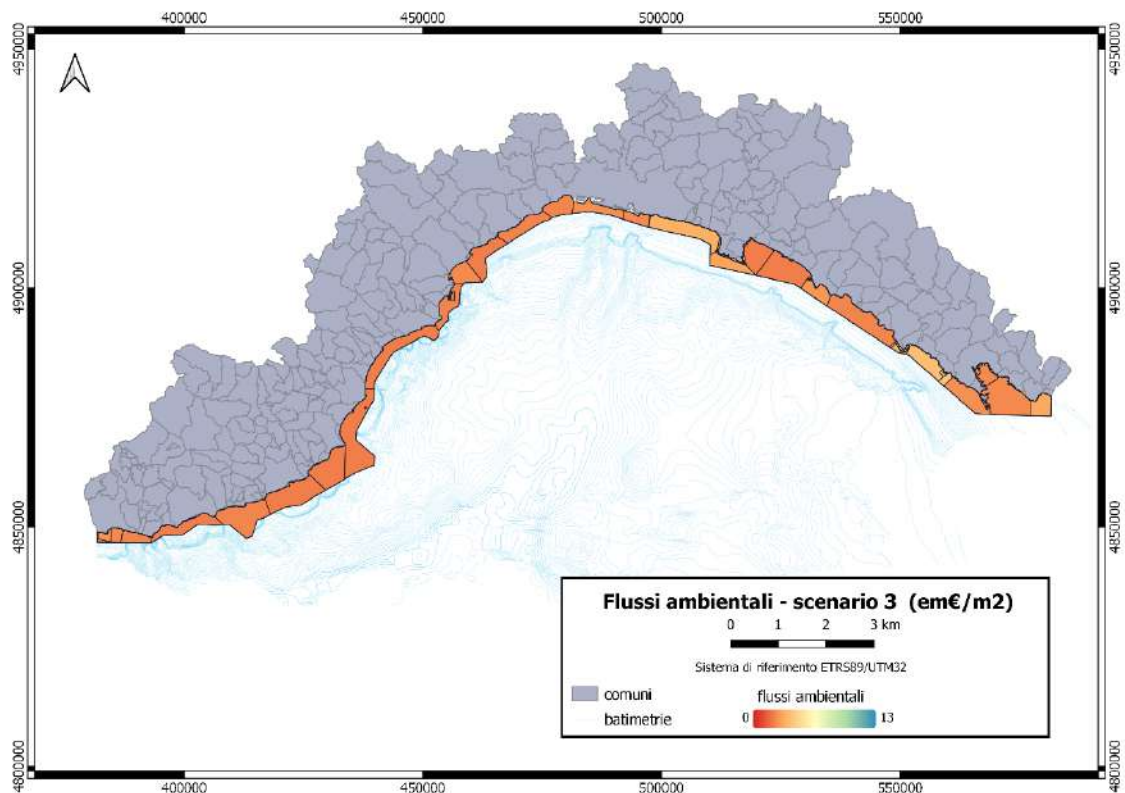 400000 450000 500000 550000
4950000 4950000
4900000 4900000
4850000 4850000
Flussi ambientali - scenario 3 (em€/m2)
0 1 2 3 km
Sistema di riferimento ETRS89/UTM32
comuni flussi ambientali
batimetrie 0 13
4800000 4800000
400000 450000 500000 550000